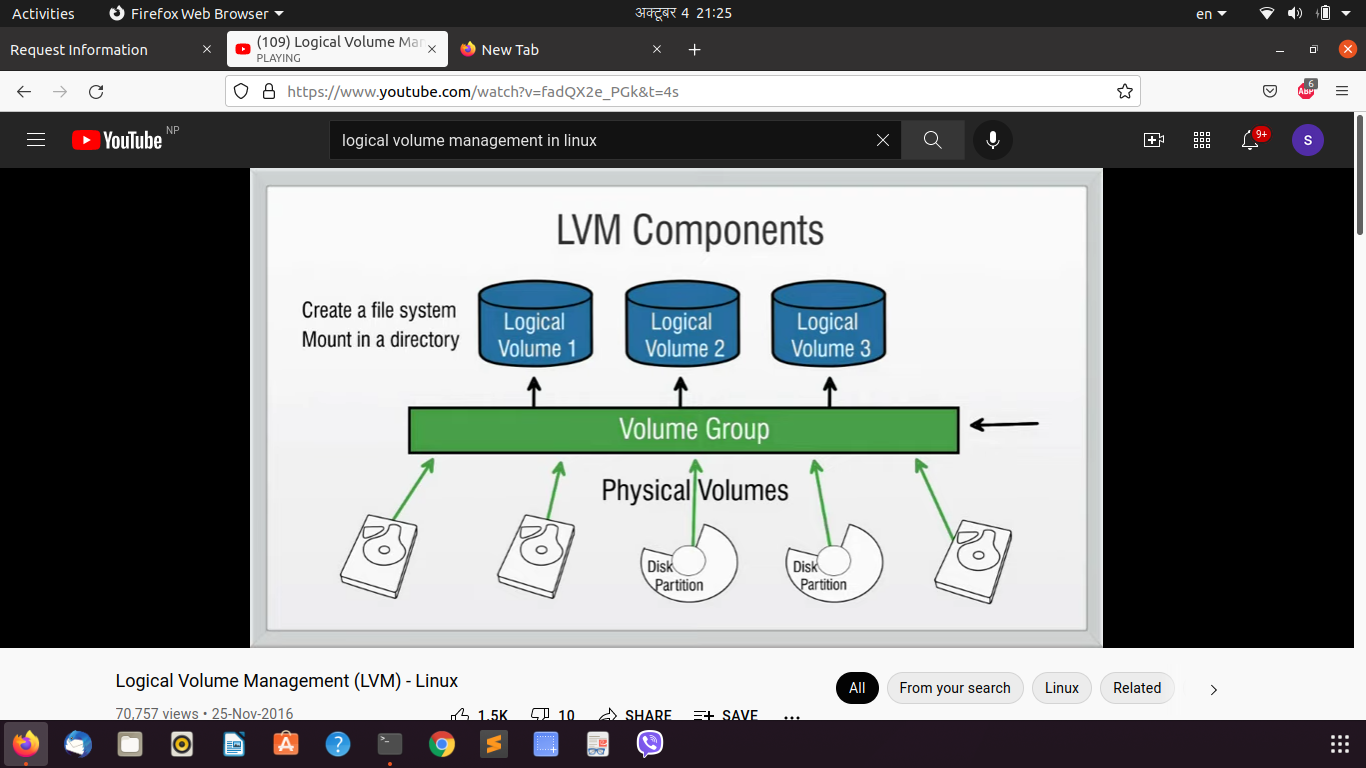 Activities
Firefox Web Browser
अक्टूबर 4 21:25
en
Request Information
(109) Logical Volume Mar
PLAYING
New Tab
https://www.youtube.com/watch?v=fadQX2e_PGk&t=4s
ABP
6
YouTube NP
logical volume management in linux
9+
S
LVM Components
Create a file system
Mount in a directory
Logical
Volume 1
Logical
Volume 2
Logical
Volume 3
Volume Group
Physical Volumes
Disk
Partition
Disk
Partition
Logical Volume Management (LVM) - Linux
All
From your search
Linux
Related
70,757 views • 25-Nov-2016
1.5K
10
SHARE
SAVE